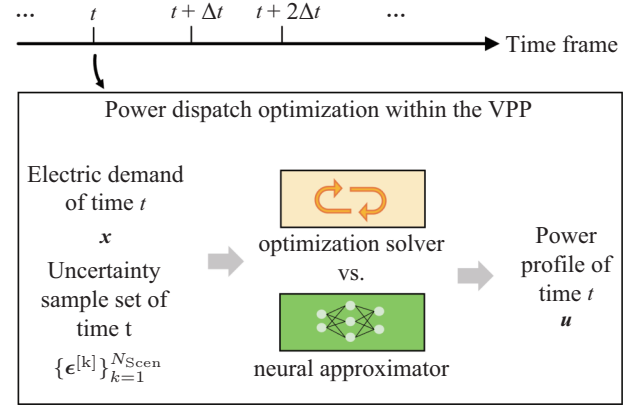 ... t t + Δt t + 2Δt ...
Time frame
Power dispatch optimization within the VPP
Electric demand
of time t
x
Uncertainty
sample set of
time t
{ϵ^[k]}_{k=1}^{N_Scen}
optimization solver
vs.
neural approximator
Power
profile of
time t
u